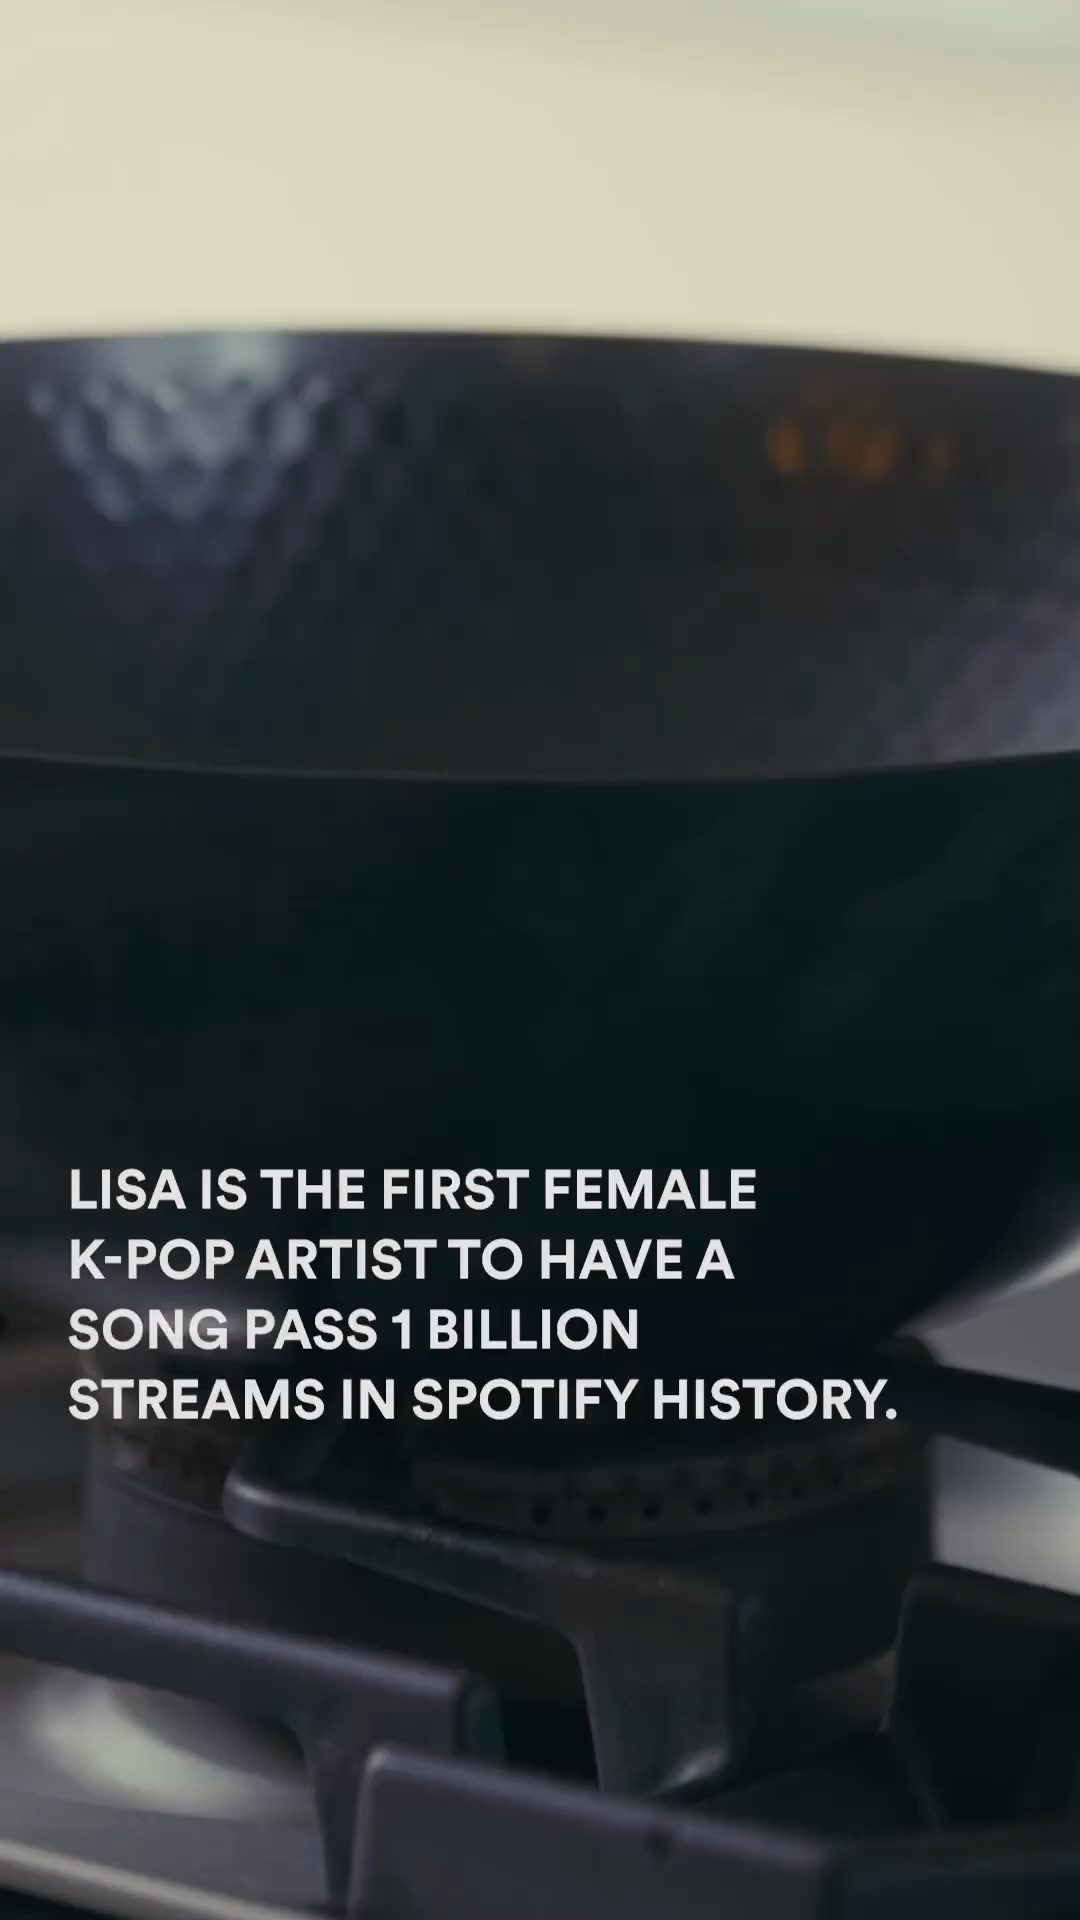 LISA IS THE FIRST FEMALE
K-POP ARTIST TO HAVE A
SONG PASS 1 BILLION
STREAMS IN SPOTIFY HISTORY.